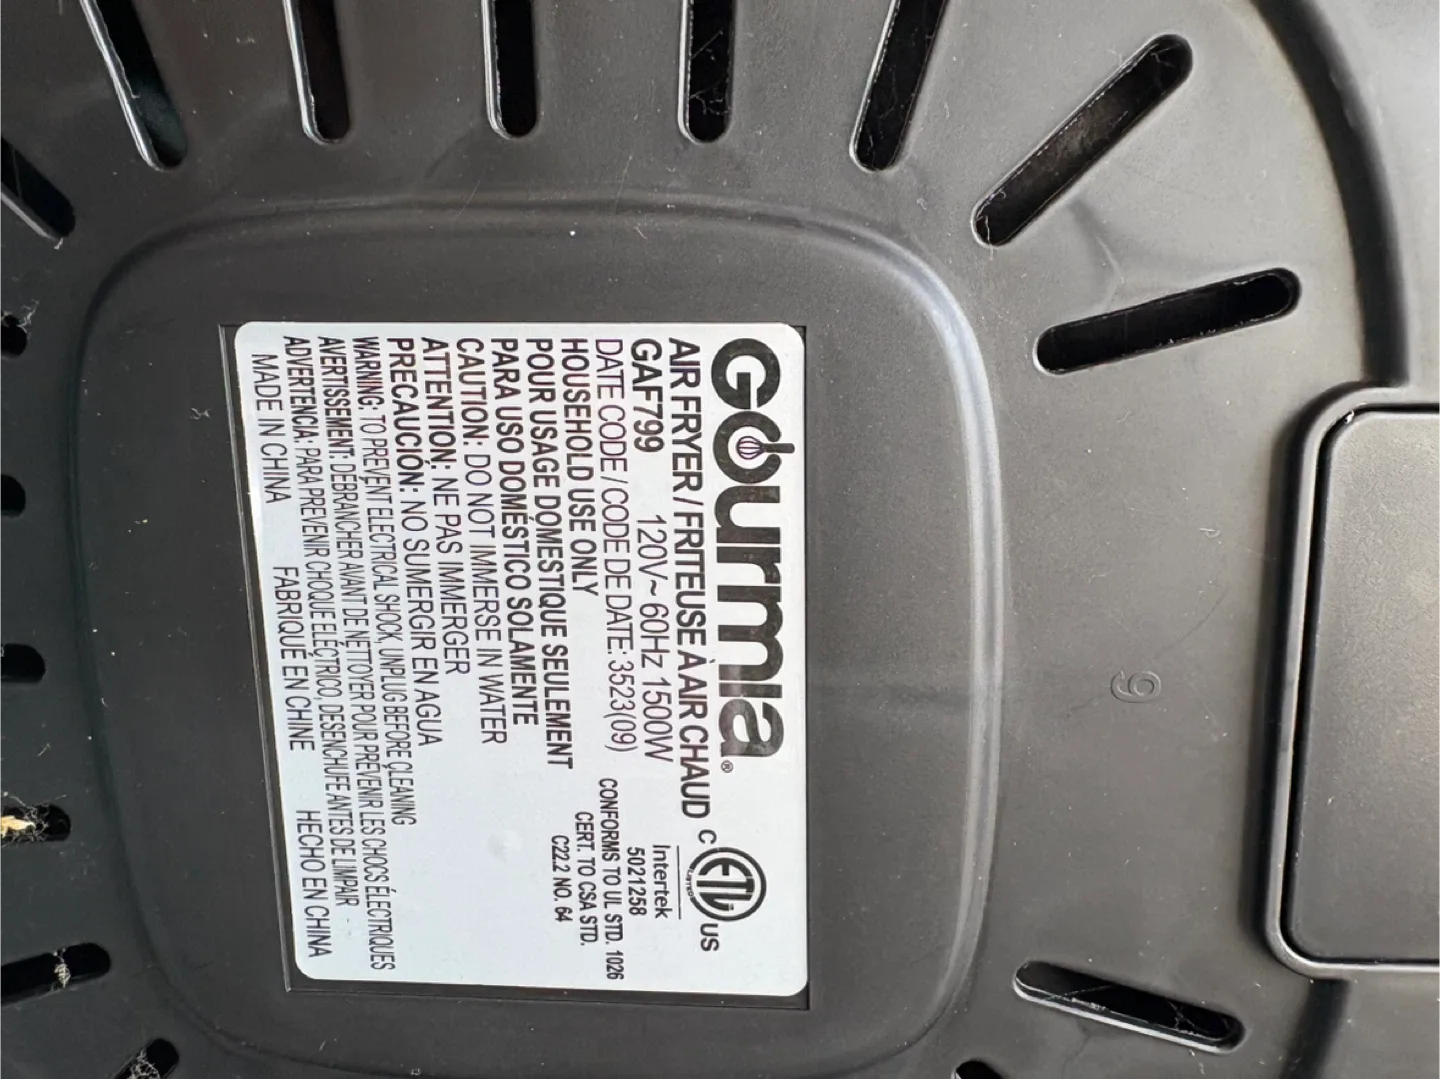 Gourmia®
AIR FRYER / FRITEUSE À AIR CHAUD
GAF799 120V~ 60Hz 1500W
DATE CODE / CODE DE DATE: 3523(09)
HOUSEHOLD USE ONLY
POUR USAGE DOMESTIQUE SEULEMENT
PARA USO DOMÉSTICO SOLAMENTE
CAUTION: DO NOT IMMERSE IN WATER
ATTENTION: NE PAS IMMERGER
PRECAUCIÓN: NO SUMERGIR EN AGUA
WARNING: TO PREVENT ELECTRICAL SHOCK, UNPLUG BEFORE CLEANING
AVERTISSEMENT: DEBRANCHER AVANT DE NETTOYER POUR PRÉVENIR LES CHOCS ÉLECTRIQUES
ADVERTENCIA: PARA PREVENIR CHOQUE ELÉCTRICO, DESENCHUFE ANTES DE LIMPIAR
MADE IN CHINA FABRIQUÉ EN CHINE HECHO EN CHINA
C ETL US
LISTED
Intertek
5021258
CONFORMS TO UL STD. 1026
CERT. TO CSA STD.
C22.2 NO. 64
9